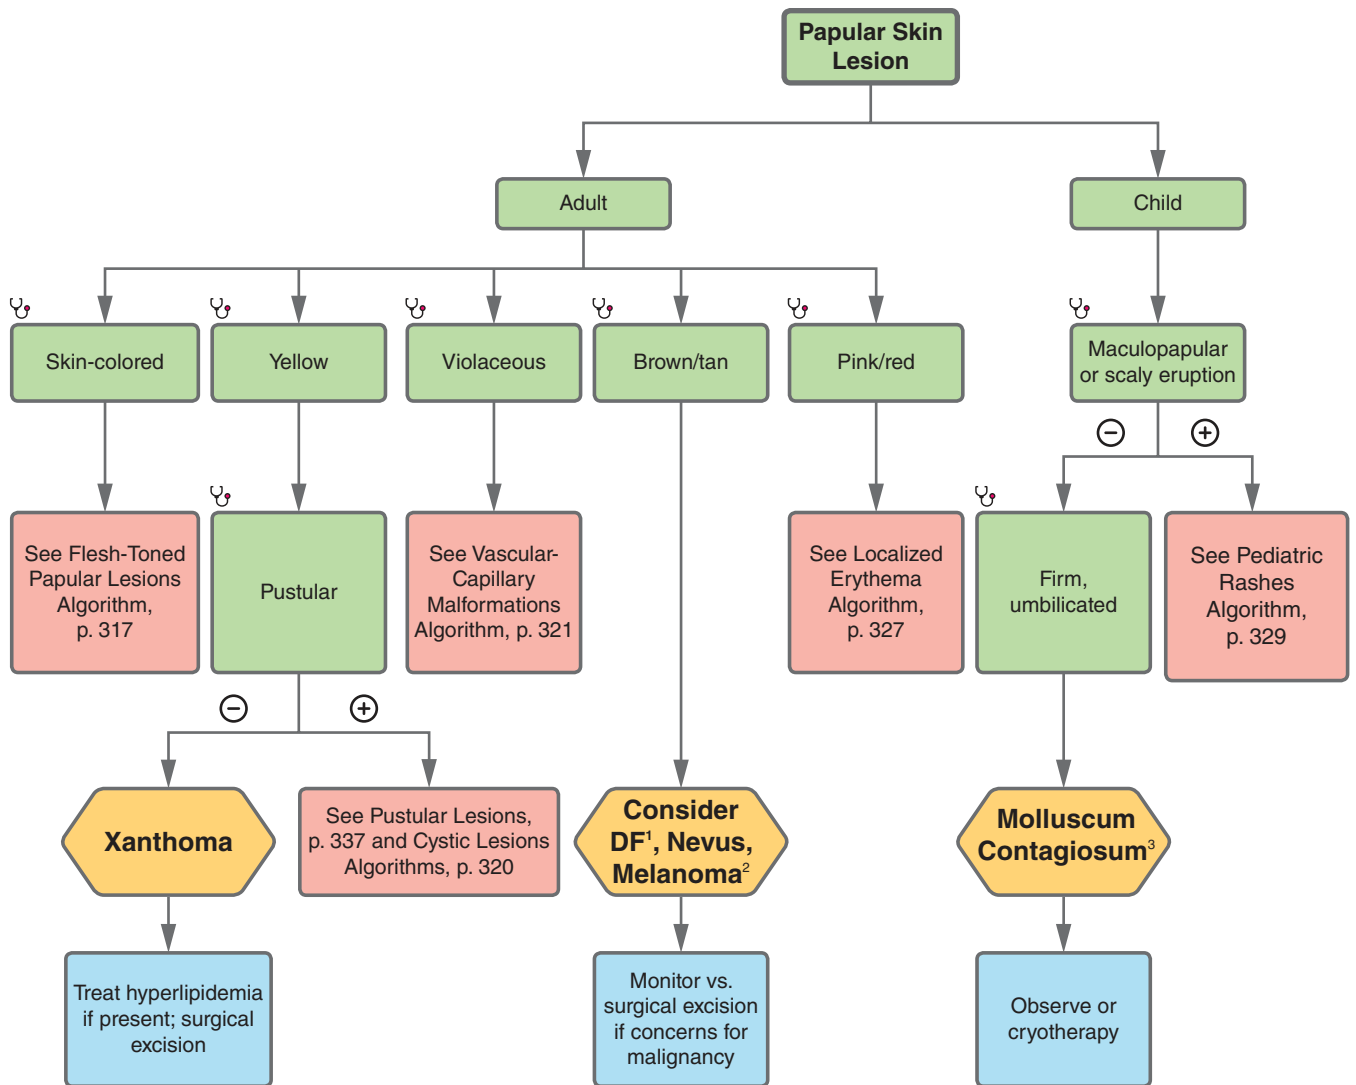 Papular Skin
Lesion
Adult
Child
Skin-colored
Yellow
Violaceous
Brown/tan
Pink/red
Maculopapular
or scaly eruption
−
+
See Flesh-Toned
Papular Lesions
Algorithm,
p. 317
Pustular
See Vascular-
Capillary
Malformations
Algorithm, p. 321
See Localized
Erythema
Algorithm,
p. 327
Firm,
umbilicated
See Pediatric
Rashes
Algorithm,
p. 329
−
+
Xanthoma
See Pustular Lesions,
p. 337 and Cystic Lesions
Algorithms, p. 320
Consider
DF¹, Nevus,
Melanoma²
Molluscum
Contagiosum³
Treat hyperlipidemia
if present; surgical
excision
Monitor vs.
surgical excision
if concerns for
malignancy
Observe or
cryotherapy